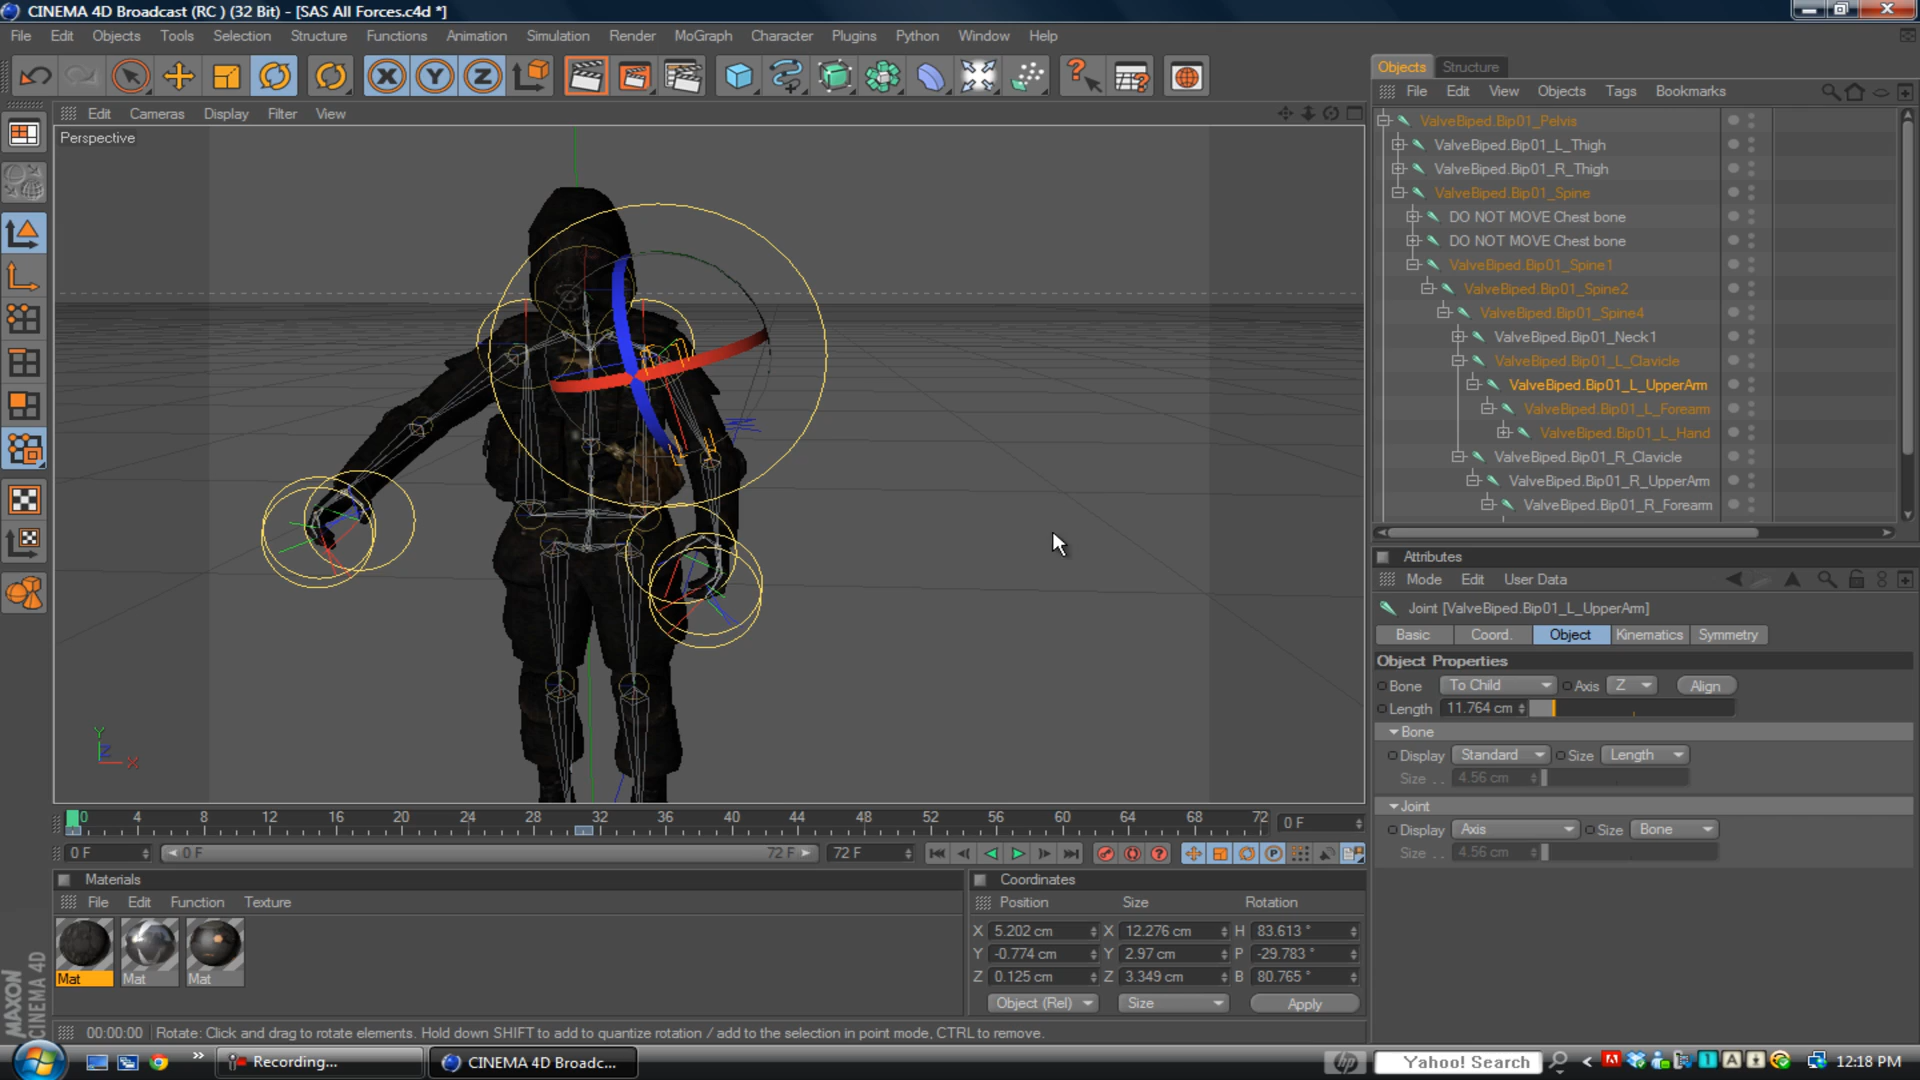 CINEMA 4D Broadcast (RC ) (32 Bit) - [SAS All Forces.c4d *]
File Edit Objects Tools Selection Structure Functions Animation Simulation Render MoGraph Character Plugins Python Window Help
X Y Z
Objects Structure
File Edit View Objects Tags Bookmarks
Edit Cameras Display Filter View
Perspective
ValveBiped.Bip01_Pelvis
ValveBiped.Bip01_L_Thigh
ValveBiped.Bip01_R_Thigh
ValveBiped.Bip01_Spine
DO NOT MOVE Chest bone
DO NOT MOVE Chest bone
ValveBiped.Bip01_Spine1
ValveBiped.Bip01_Spine2
ValveBiped.Bip01_Spine4
ValveBiped.Bip01_Neck1
ValveBiped.Bip01_L_Clavicle
ValveBiped.Bip01_L_UpperArm
ValveBiped.Bip01_L_Forearm
ValveBiped.Bip01_L_Hand
ValveBiped.Bip01_R_Clavicle
ValveBiped.Bip01_R_UpperArm
ValveBiped.Bip01_R_Forearm
Attributes
Mode Edit User Data
Joint [ValveBiped.Bip01_L_UpperArm]
Basic Coord. Object Kinematics Symmetry
Object Properties
Bone To Child Axis Z Align
Length 11.764 cm
Bone
Display Standard Size Length
Size . . 4.56 cm
Joint
Display Axis Size Bone
Size . . 4.56 cm
Y Z X
0 4 8 12 16 20 24 28 32 36 40 44 48 52 56 60 64 68 72 0 F
0 F 0 F 72 F 72 F
Materials
File Edit Function Texture
Mat Mat Mat
Coordinates
Position Size Rotation
X 5.202 cm X 12.276 cm H 83.613 °
Y -0.774 cm Y 2.97 cm P -29.783 °
Z 0.125 cm Z 3.349 cm B 80.765 °
Object (Rel) Size Apply
MAXON
CINEMA 4D
00:00:00 Rotate: Click and drag to rotate elements. Hold down SHIFT to add to quantize rotation / add to the selection in point mode, CTRL to remove.
Recording... CINEMA 4D Broadc... hp Yahoo! Search 12:18 PM